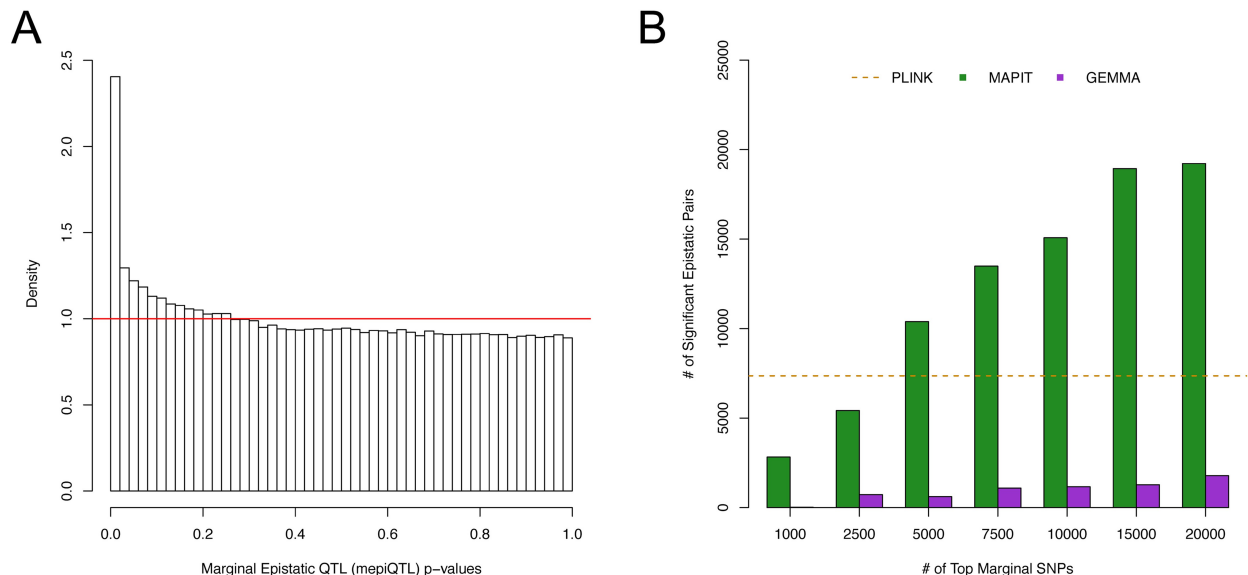 A
2.5
2.0
1.5
1.0
0.5
0.0
Density
0.0 0.2 0.4 0.6 0.8 1.0
Marginal Epistatic QTL (mepiQTL) p−values
B
PLINK MAPIT GEMMA
25000
20000
15000
10000
5000
0
# of Significant Epistatic Pairs
1000 2500 5000 7500 10000 15000 20000
# of Top Marginal SNPs